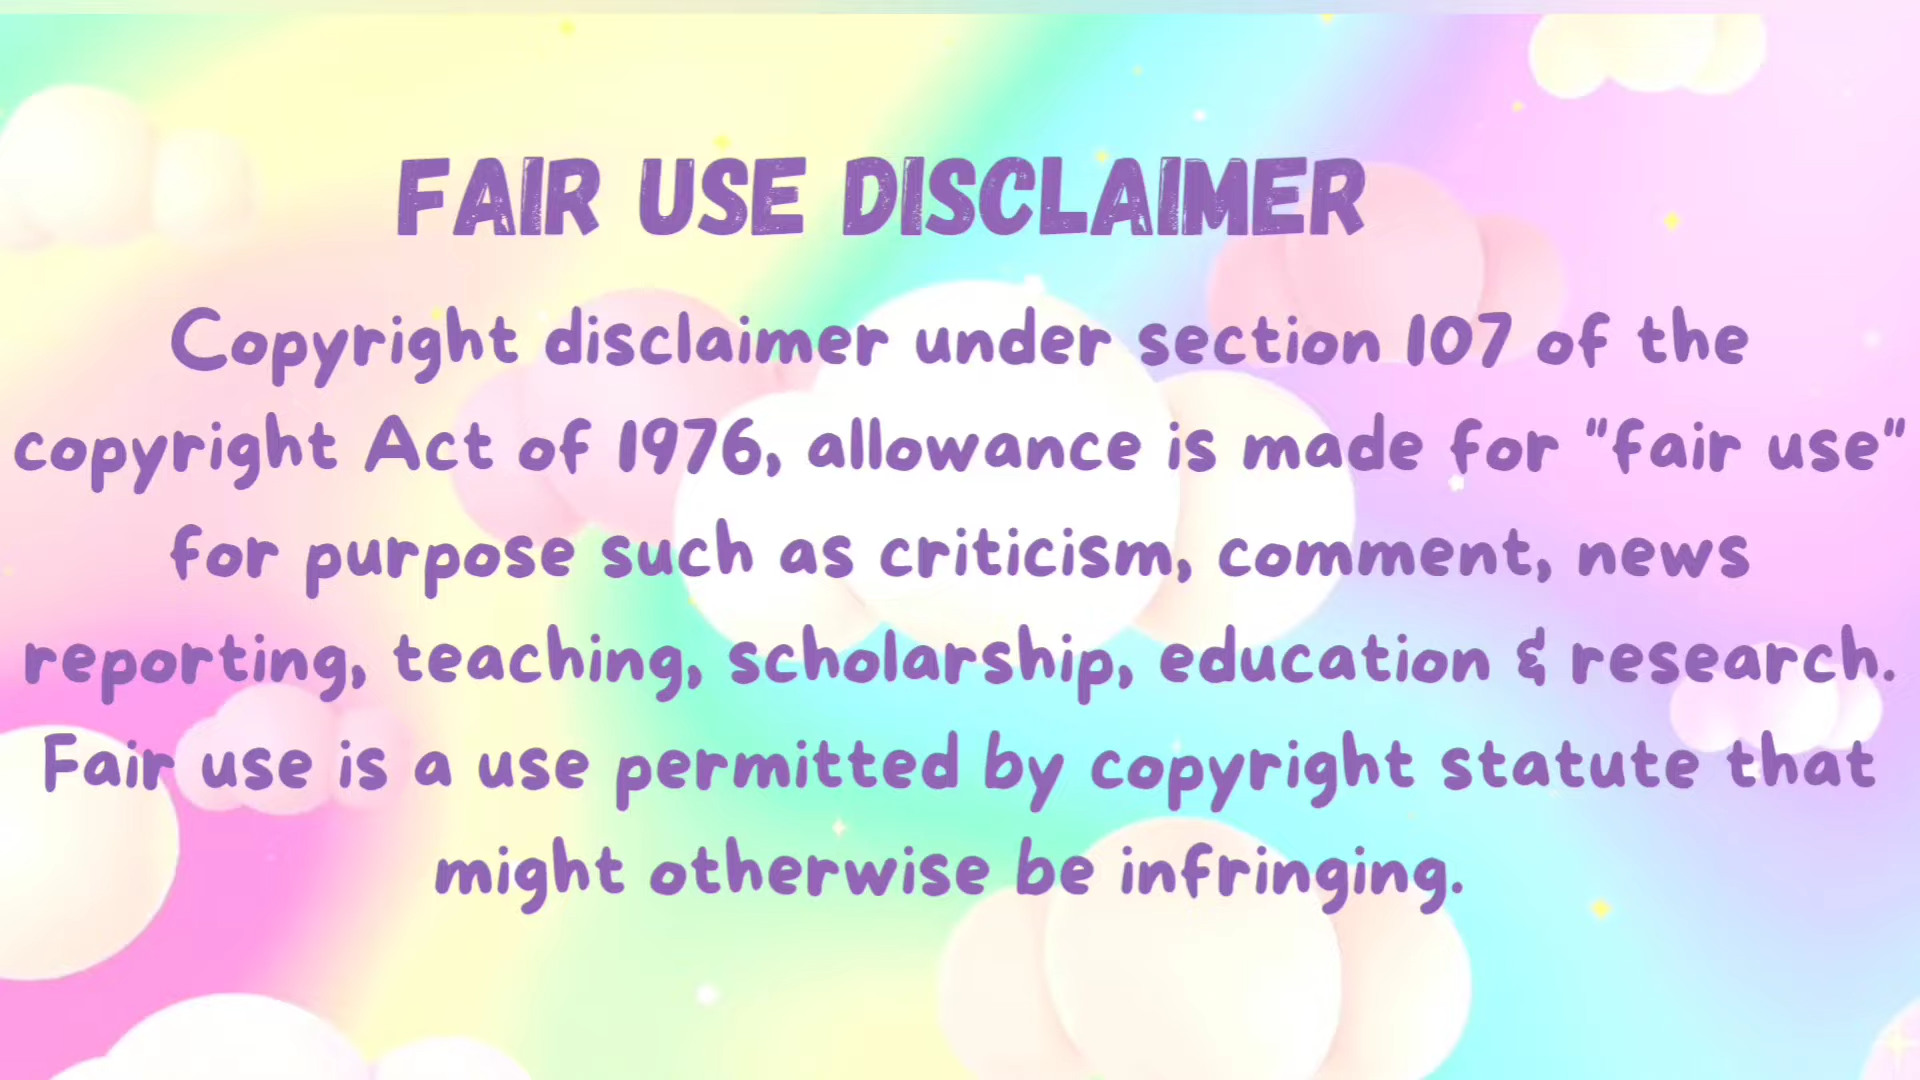 FAIR USE DISCLAIMER
Copyright disclaimer under section 107 of the
copyright Act of 1976, allowance is made for "fair use"
for purpose such as criticism, comment, news
reporting, teaching, scholarship, education & research.
Fair use is a use permitted by copyright statute that
might otherwise be infringing.